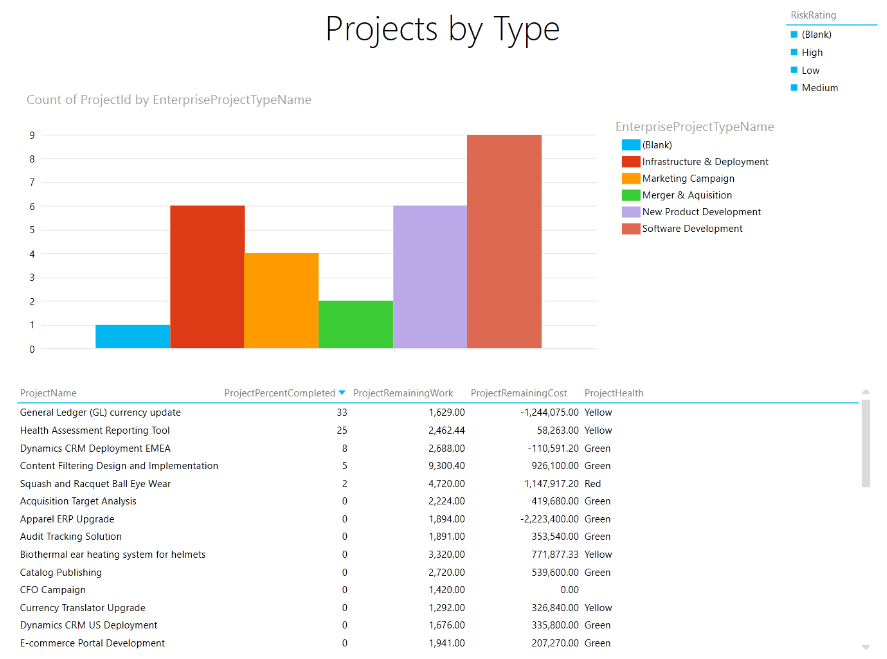 Projects by Type
RiskRating
(Blank)
High
Low
Medium
Count of ProjectId by EnterpriseProjectTypeName
9
8
7
6
5
4
3
2
1
0
EnterpriseProjectTypeName
(Blank)
Infrastructure & Deployment
Marketing Campaign
Merger & Aquisition
New Product Development
Software Development
ProjectName ProjectPercentCompleted ProjectRemainingWork ProjectRemainingCost ProjectHealth
General Ledger (GL) currency update 33 1,629.00 -1,244,075.00 Yellow
Health Assessment Reporting Tool 25 2,462.44 58,263.00 Yellow
Dynamics CRM Deployment EMEA 8 2,688.00 -110,591.20 Green
Content Filtering Design and Implementation 5 9,300.40 926,100.00 Green
Squash and Racquet Ball Eye Wear 2 4,720.00 1,147,917.20 Red
Acquisition Target Analysis 0 2,224.00 419,680.00 Green
Apparel ERP Upgrade 0 1,894.00 -2,223,400.00 Green
Audit Tracking Solution 0 1,891.00 353,540.00 Green
Biothermal ear heating system for helmets 0 3,320.00 771,877.33 Yellow
Catalog Publishing 0 2,720.00 539,600.00 Green
CFO Campaign 0 1,420.00 0.00
Currency Translator Upgrade 0 1,292.00 326,840.00 Yellow
Dynamics CRM US Deployment 0 1,676.00 335,800.00 Green
E-commerce Portal Development 0 1,941.00 207,270.00 Green